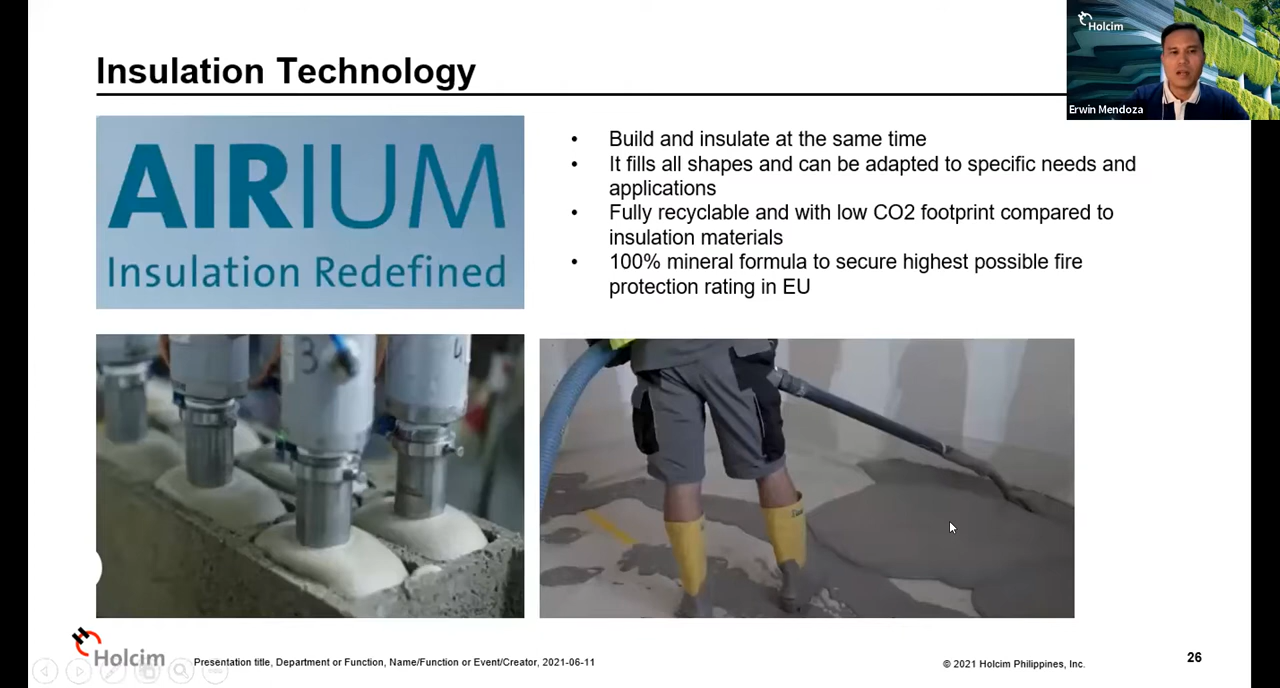 Holcim
Erwin Mendoza
Insulation Technology
AIRIUM
Insulation Redefined
• Build and insulate at the same time
• It fills all shapes and can be adapted to specific needs and
applications
• Fully recyclable and with low CO2 footprint compared to
insulation materials
• 100% mineral formula to secure highest possible fire
protection rating in EU
3
4
Holcim
Presentation title, Department or Function, Name/Function or Event/Creator, 2021-06-11
© 2021 Holcim Philippines, Inc.
26